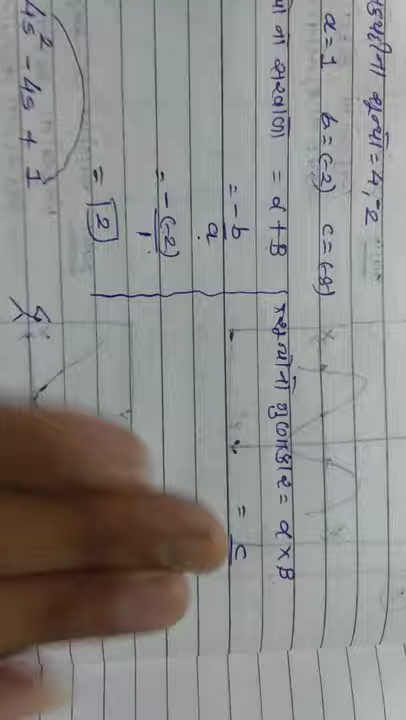 શૂન્યો = 4, -2
a = 1 b = (-2) c = (-8)
નો સરવાળો = α + β
= -b/a
= -(-2)/1
= 2
શૂન્યોનો ગુણાકાર = α × β
= c
4s² - 4s + 1